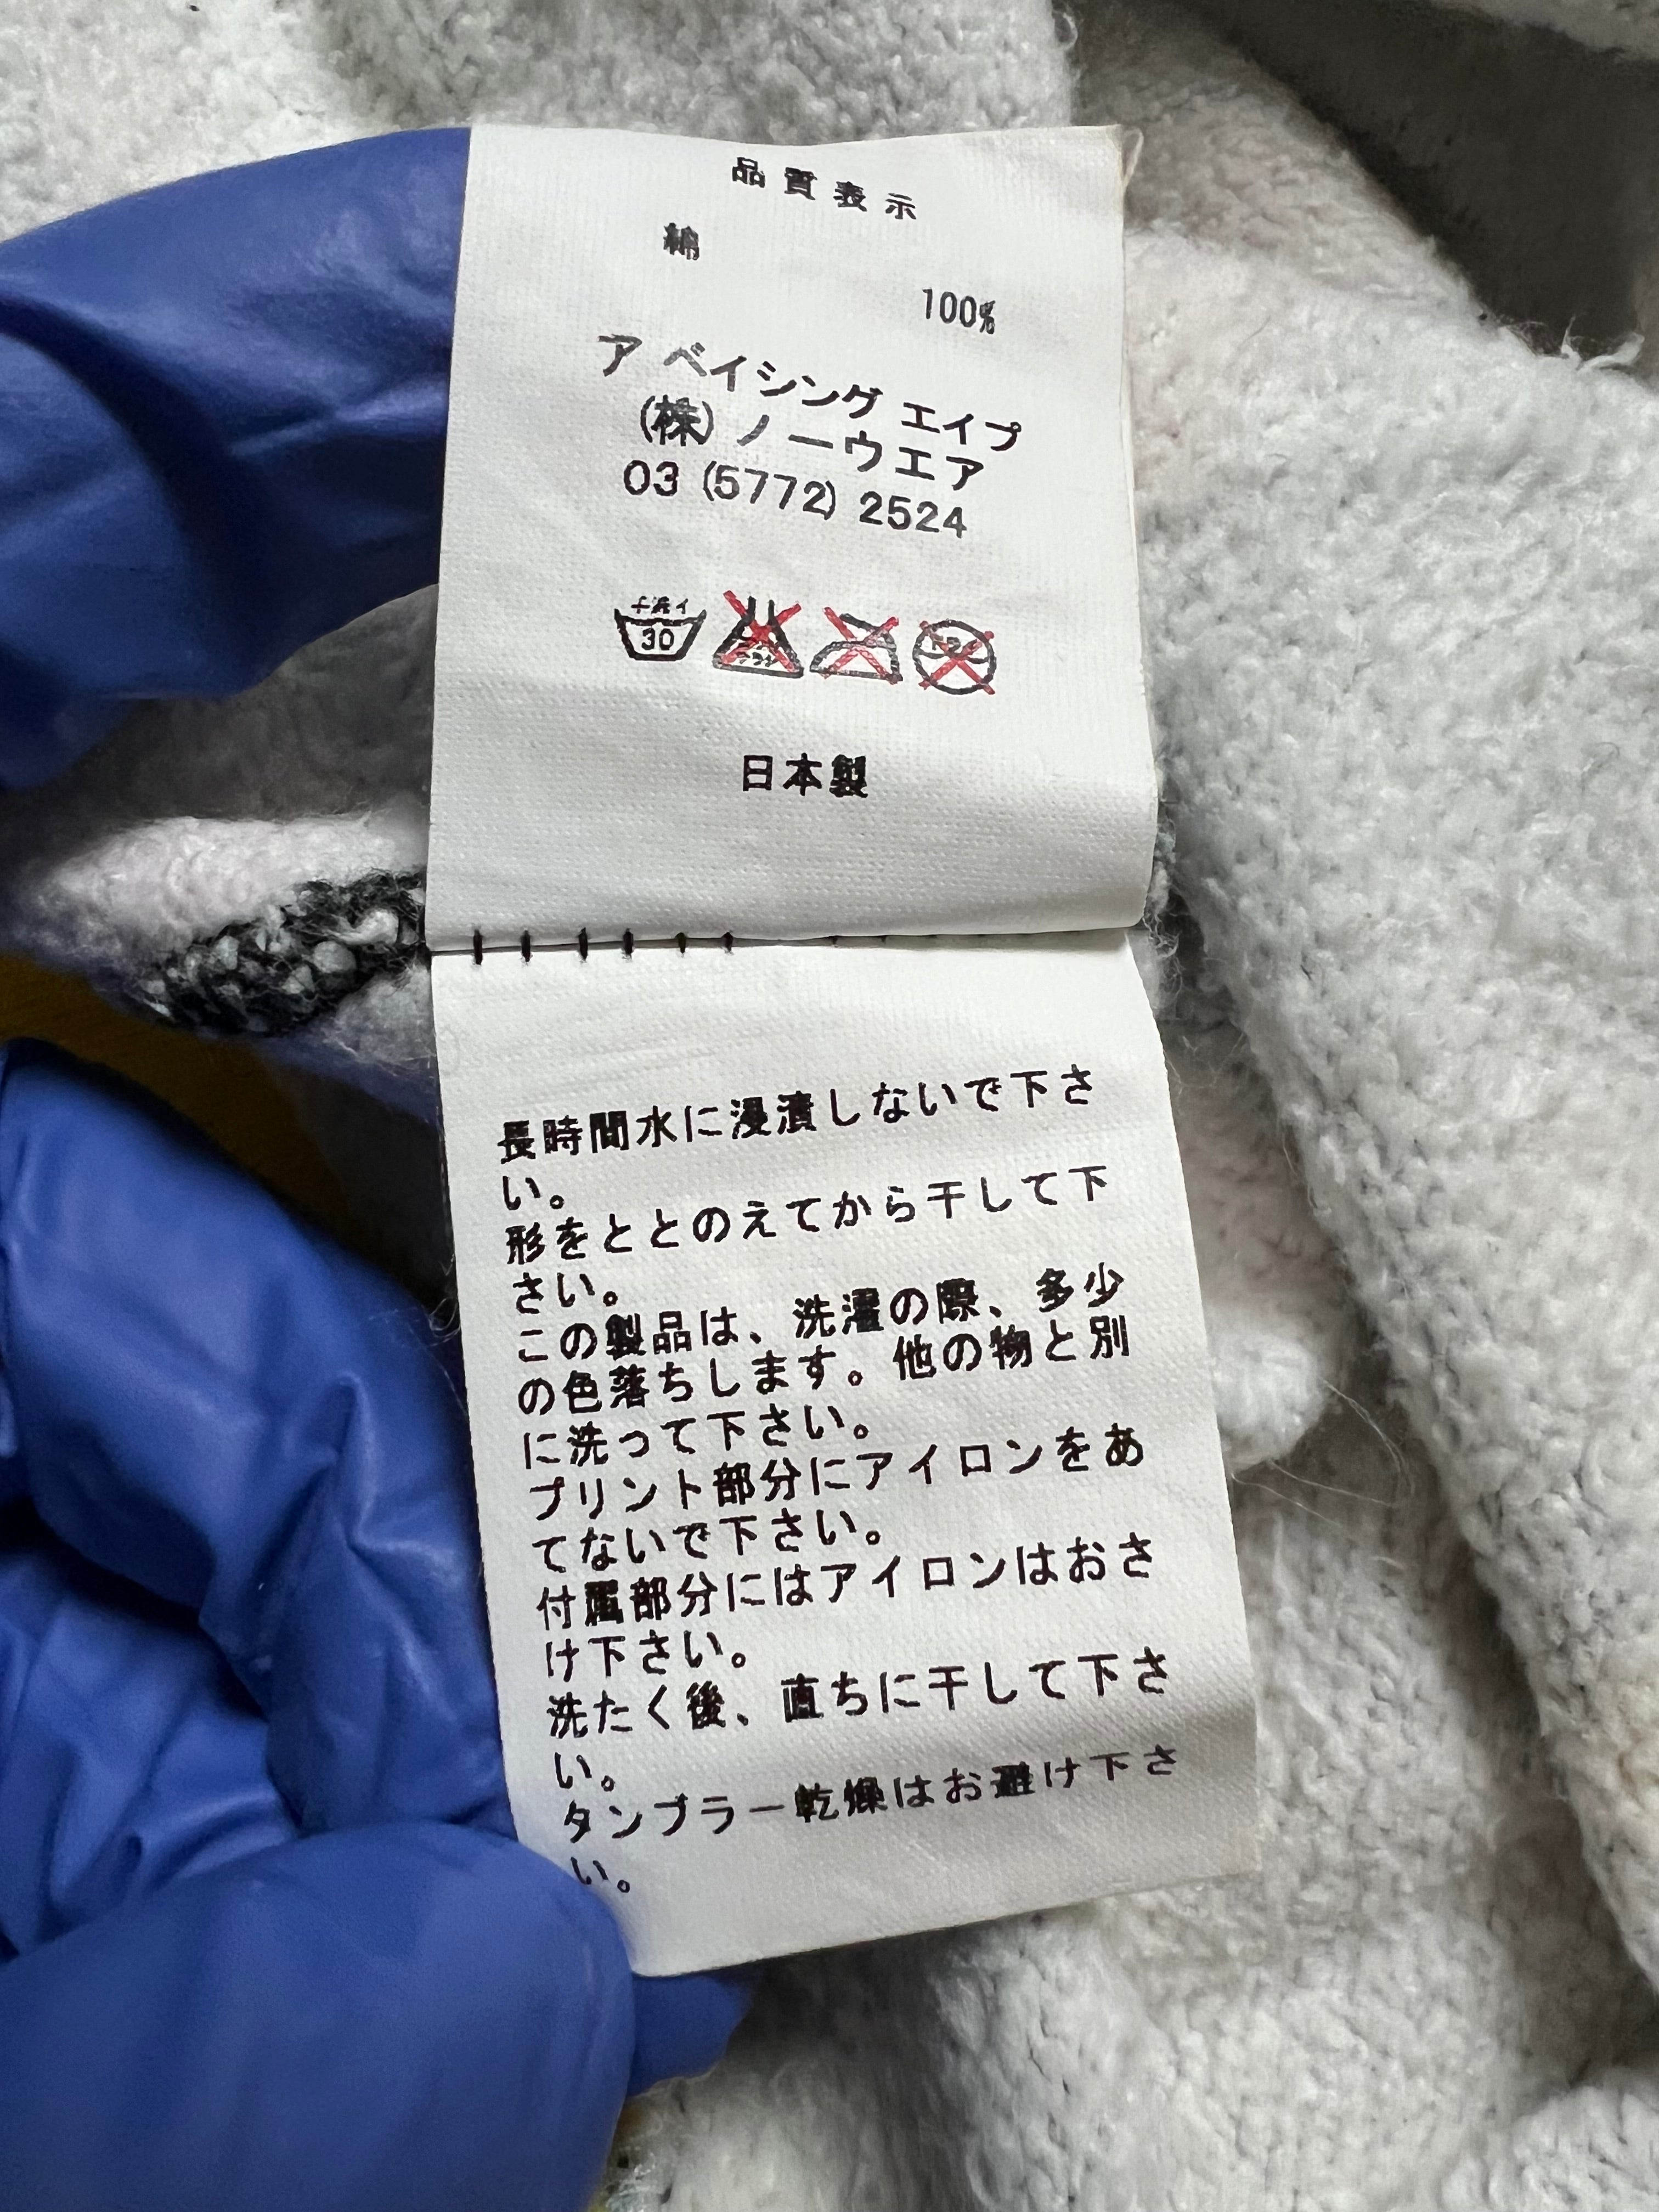 品質表示
綿
100%
ア ベイシング エイプ
(株) ノーウエア
03 (5772) 2524
手洗イ
30
日本製
長時間水に浸漬しないで下さ
い。
形をととのえてから干して下
さい。
この製品は、洗濯の際、多少
の色落ちします。他の物と別
に洗って下さい。
プリント部分にアイロンをあ
てないで下さい。
付属部分にはアイロンはおさ
け下さい。
洗たく後、直ちに干して下さ
い。
タンブラー乾燥はお避け下さ
い。